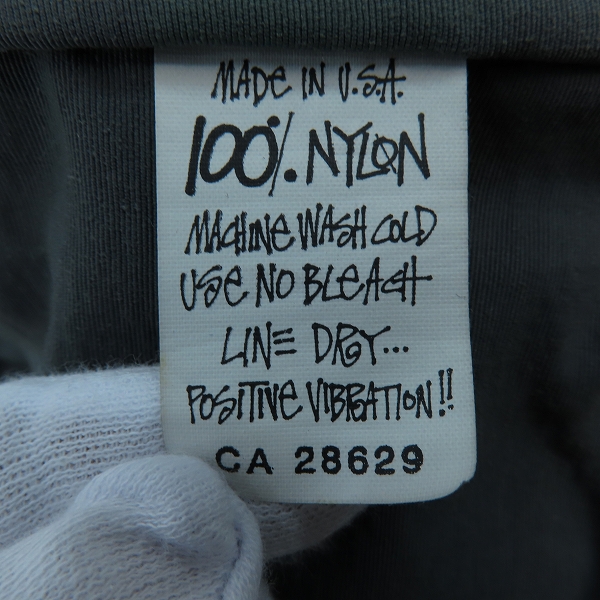 MADE IN U.S.A.
100%. NYLON
MACHINE WASH COLD
USE NO BLEACH
LINE DRY...
POSITIVE VIBRATION!!
CA 28629